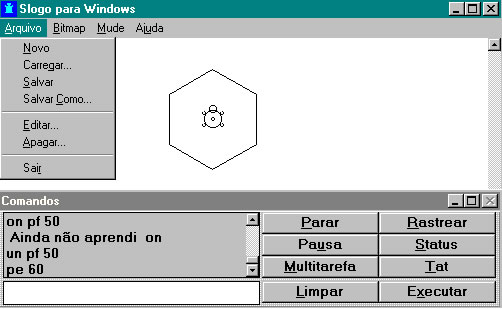 Slogo para Windows
Arquivo Bitmap Mude Ajuda
Novo
Carregar...
Salvar
Salvar Como...
Editar...
Apagar...
Sair
Comandos
on pf 50
Ainda não aprendi on
un pf 50
pe 60
Parar Rastrear
Pausa Status
Multitarefa Tat
Limpar Executar